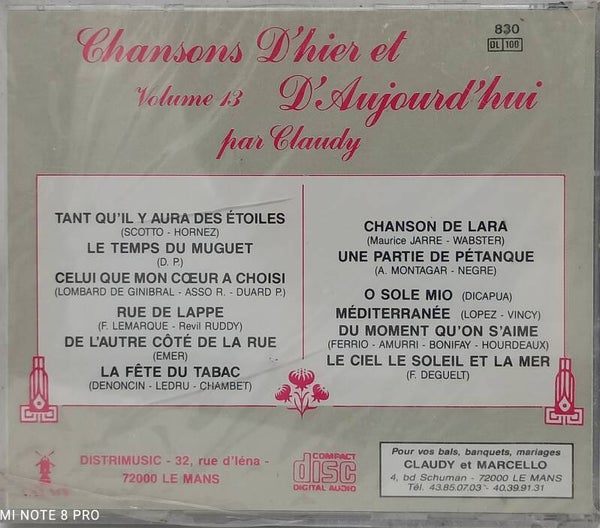 Chansons D'hier et
830
DL 100
Volume 13 D'Aujourd'hui
par Claudy
TANT QU'IL Y AURA DES ÉTOILES
(SCOTTO - HORNEZ)
LE TEMPS DU MUGUET
(D. P.)
CELUI QUE MON CŒUR A CHOISI
(LOMBARD DE GINIBRAL - ASSO R. - DUARD P.)
RUE DE LAPPE
(F. LEMARQUE - Revil RUDDY)
DE L'AUTRE CÔTÉ DE LA RUE
(EMER)
LA FÊTE DU TABAC
(DENONCIN - LEDRU - CHAMBET)
CHANSON DE LARA
(Maurice JARRE - WABSTER)
UNE PARTIE DE PÉTANQUE
(A. MONTAGAR - NEGRE)
O SOLE MIO (DICAPUA)
MÉDITERRANÉE (LOPEZ - VINCY)
DU MOMENT QU'ON S'AIME
(FERRIO - AMURRI - BONIFAY - HOURDEAUX)
LE CIEL LE SOLEIL ET LA MER
(F. DEGUELT)
DISTRIMUSIC - 32, rue d'Iéna -
72000 LE MANS
COMPACT
disc
DIGITAL AUDIO
Pour vos bals, banquets, mariages
CLAUDY et MARCELLO
4, bd Schuman - 72000 LE MANS
Tél. 43.85.07.03 - 40.39.91.31
MI NOTE 8 PRO